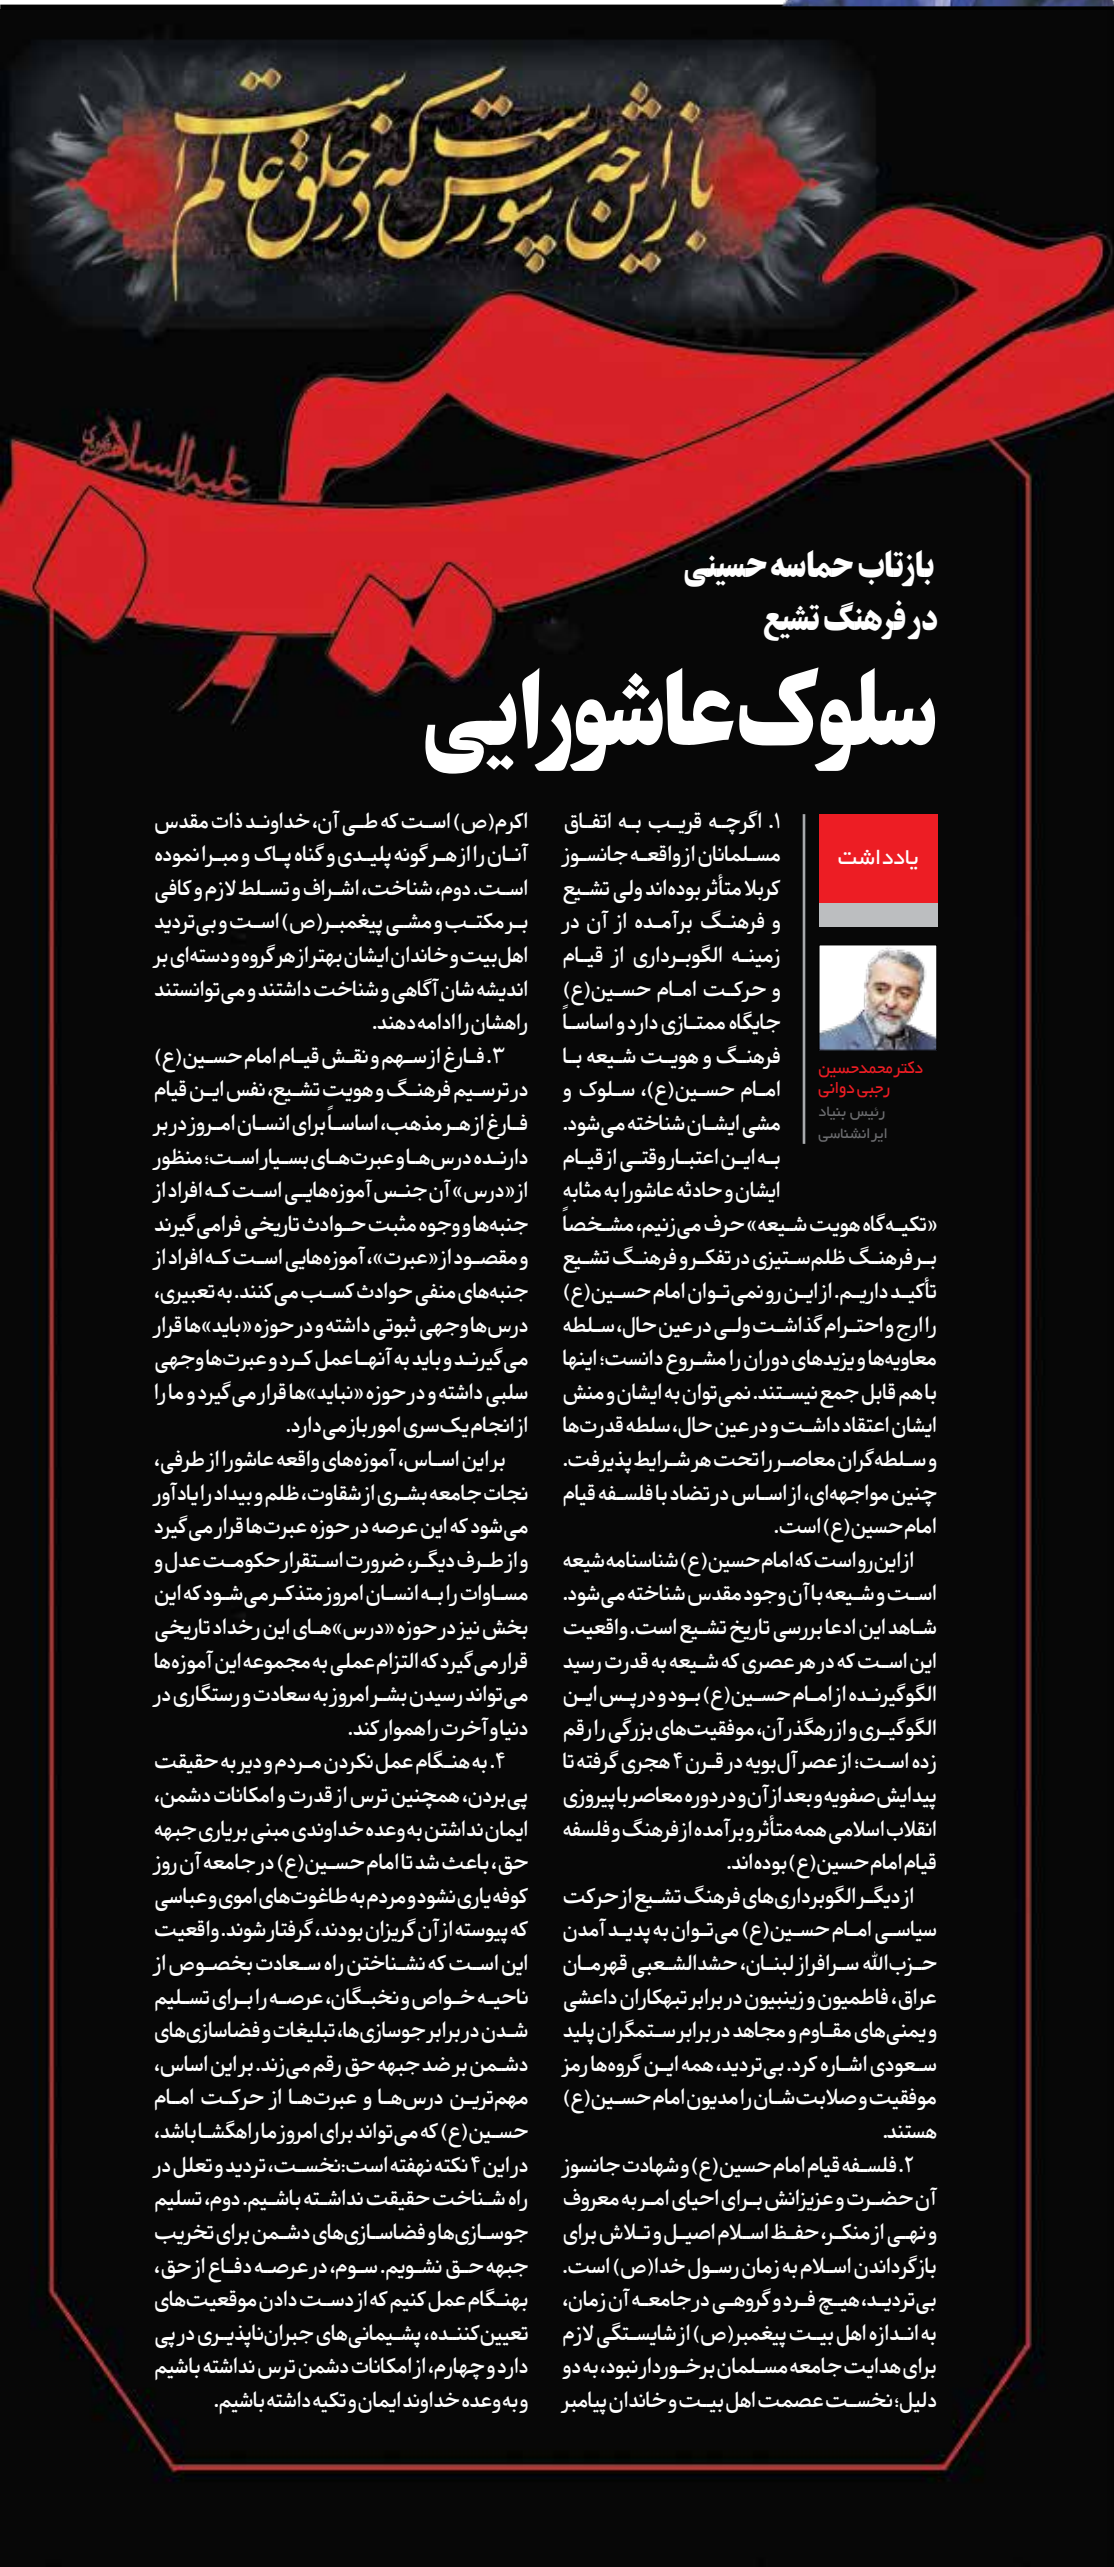 باز این چه شورش است که در خلق عالم است
حسین
علیه‌السلام
بازتاب حماسه حسینی
در فرهنگ تشیع
سلوک عاشورایی
یادداشت
دکتر محمدحسین
رجبی دوانی
رئیس بنیاد
ایرانشناسی
۱. اگرچه قریب به اتفاق
مسلمانان از واقعه جانسوز
کربلا متأثر بوده‌اند ولی تشیع
و فرهنگ برآمده از آن در
زمینه الگوبرداری از قیام
و حرکت امام حسین(ع)
جایگاه ممتازی دارد و اساساً
فرهنگ و هویت شیعه با
امام حسین(ع)، سلوک و
مشی ایشان شناخته می‌شود.
به این اعتبار وقتی از قیام
ایشان و حادثه عاشورا به مثابه
«تکیه‌گاه هویت شیعه» حرف می‌زنیم، مشخصاً
بر فرهنگ ظلم‌ستیزی در تفکر و فرهنگ تشیع
تأکید داریم. از این رو نمی‌توان امام حسین(ع)
را ارج و احترام گذاشت ولی در عین حال، سلطه
معاویه‌ها و یزیدهای دوران را مشروع دانست؛ اینها
با هم قابل جمع نیستند. نمی‌توان به ایشان و منش
ایشان اعتقاد داشت و در عین حال، سلطه قدرت‌ها
و سلطه‌گران معاصر را تحت هر شرایط پذیرفت.
چنین مواجهه‌ای، از اساس در تضاد با فلسفه قیام
امام حسین(ع) است.
از این رو است که امام حسین(ع) شناسنامه شیعه
است و شیعه با آن وجود مقدس شناخته می‌شود.
شاهد این ادعا بررسی تاریخ تشیع است. واقعیت
این است که در هر عصری که شیعه به قدرت رسید
الگوگیرنده از امام حسین(ع) بود و در پس این
الگوگیری و از رهگذر آن، موفقیت‌های بزرگی را رقم
زده است؛ از عصر آل‌بویه در قرن ۴ هجری گرفته تا
پیدایش صفویه و بعد از آن و در دوره معاصر با پیروزی
انقلاب اسلامی همه متأثر و برآمده از فرهنگ و فلسفه
قیام امام حسین(ع) بوده‌اند.
از دیگر الگوبرداری‌های فرهنگ تشیع از حرکت
سیاسی امام حسین(ع) می‌توان به پدید آمدن
حزب‌الله سرافراز لبنان، حشدالشعبی قهرمان
عراق، فاطمیون و زینبیون در برابر تبهکاران داعشی
و یمنی‌های مقاوم و مجاهد در برابر ستمگران پلید
سعودی اشاره کرد. بی‌تردید، همه این گروه‌ها رمز
موفقیت و صلابت‌شان را مدیون امام حسین(ع)
هستند.
۲. فلسفه قیام امام حسین(ع) و شهادت جانسوز
آن حضرت و عزیزانش برای احیای امر به معروف
و نهی از منکر، حفظ اسلام اصیل و تلاش برای
بازگرداندن اسلام به زمان رسول خدا(ص) است.
بی‌تردید، هیچ فرد و گروهی در جامعه آن زمان،
به اندازه اهل بیت پیغمبر(ص) از شایستگی لازم
برای هدایت جامعه مسلمان برخوردار نبود، به دو
دلیل؛ نخست عصمت اهل بیت و خاندان پیامبر
اکرم(ص) است که طی آن، خداوند ذات مقدس
آنان را از هر گونه پلیدی و گناه پاک و مبرا نموده
است. دوم، شناخت، اشراف و تسلط لازم و کافی
بر مکتب و مشی پیغمبر(ص) است و بی‌تردید
اهل‌بیت و خاندان ایشان بهتر از هر گروه و دسته‌ای بر
اندیشه شان آگاهی و شناخت داشتند و می‌توانستند
راهشان را ادامه دهند.
۳. فارغ از سهم و نقش قیام امام حسین(ع)
در ترسیم فرهنگ و هویت تشیع، نفس این قیام
فارغ از هر مذهب، اساساً برای انسان امروز در بر
دارنده درس‌ها و عبرت‌های بسیار است؛ منظور
از «درس» آن جنس آموزه‌هایی است که افراد از
جنبه‌ها و وجوه مثبت حوادث تاریخی فرامی‌گیرند
و مقصود از «عبرت»، آموزه‌هایی است که افراد از
جنبه‌های منفی حوادث کسب می‌کنند. به تعبیری،
درس‌ها وجهی ثبوتی داشته و در حوزه «باید»ها قرار
می‌گیرند و باید به آنها عمل کرد و عبرت‌ها وجهی
سلبی داشته و در حوزه «نباید»ها قرار می‌گیرد و ما را
از انجام یک‌سری امور باز می‌دارد.
بر این اساس، آموزه‌های واقعه عاشورا از طرفی،
نجات جامعه بشری از شقاوت، ظلم و بیداد را یادآور
می‌شود که این عرصه در حوزه عبرت‌ها قرار می‌گیرد
و از طرف دیگر، ضرورت استقرار حکومت عدل و
مساوات را به انسان امروز متذکر می‌شود که این
بخش نیز در حوزه «درس»‌های این رخداد تاریخی
قرار می‌گیرد که التزام عملی به مجموعه این آموزه‌ها
می‌تواند رسیدن بشر امروز به سعادت و رستگاری در
دنیا و آخرت را هموار کند.
۴. به هنگام عمل نکردن مردم و دیر به حقیقت
پی‌بردن، همچنین ترس از قدرت و امکانات دشمن،
ایمان نداشتن به وعده خداوندی مبنی بر یاری جبهه
حق، باعث شد تا امام حسین(ع) در جامعه آن روز
کوفه یاری نشود و مردم به طاغوت‌های اموی و عباسی
که پیوسته از آن گریزان بودند، گرفتار شوند. واقعیت
این است که نشناختن راه سعادت بخصوص از
ناحیه خواص و نخبگان، عرصه را برای تسلیم
شدن در برابر جوسازی‌ها، تبلیغات و فضاسازی‌های
دشمن بر ضد جبهه حق رقم می‌زند. بر این اساس،
مهم‌ترین درس‌ها و عبرت‌ها از حرکت امام
حسین(ع) که می‌تواند برای امروز ما راهگشا باشد،
در این ۴ نکته نهفته است:نخست، تردید و تعلل در
راه شناخت حقیقت نداشته باشیم. دوم، تسلیم
جوسازی‌ها و فضاسازی‌های دشمن برای تخریب
جبهه حق نشویم. سوم، در عرصه دفاع از حق،
بهنگام عمل کنیم که از دست دادن موقعیت‌های
تعیین‌کننده، پشیمانی‌های جبران‌ناپذیری در پی
دارد و چهارم، از امکانات دشمن ترس نداشته باشیم
و به وعده خداوند ایمان و تکیه داشته باشیم.